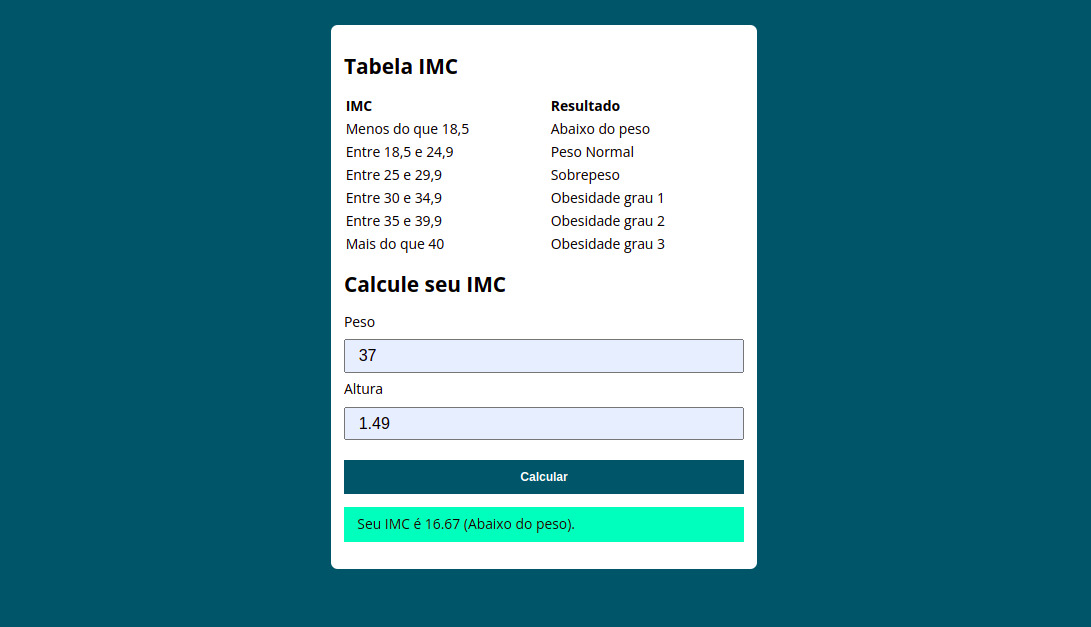 Tabela IMC
IMC Resultado
Menos do que 18,5 Abaixo do peso
Entre 18,5 e 24,9 Peso Normal
Entre 25 e 29,9 Sobrepeso
Entre 30 e 34,9 Obesidade grau 1
Entre 35 e 39,9 Obesidade grau 2
Mais do que 40 Obesidade grau 3
Calcule seu IMC
Peso
37
Altura
1.49
Calcular
Seu IMC é 16.67 (Abaixo do peso).